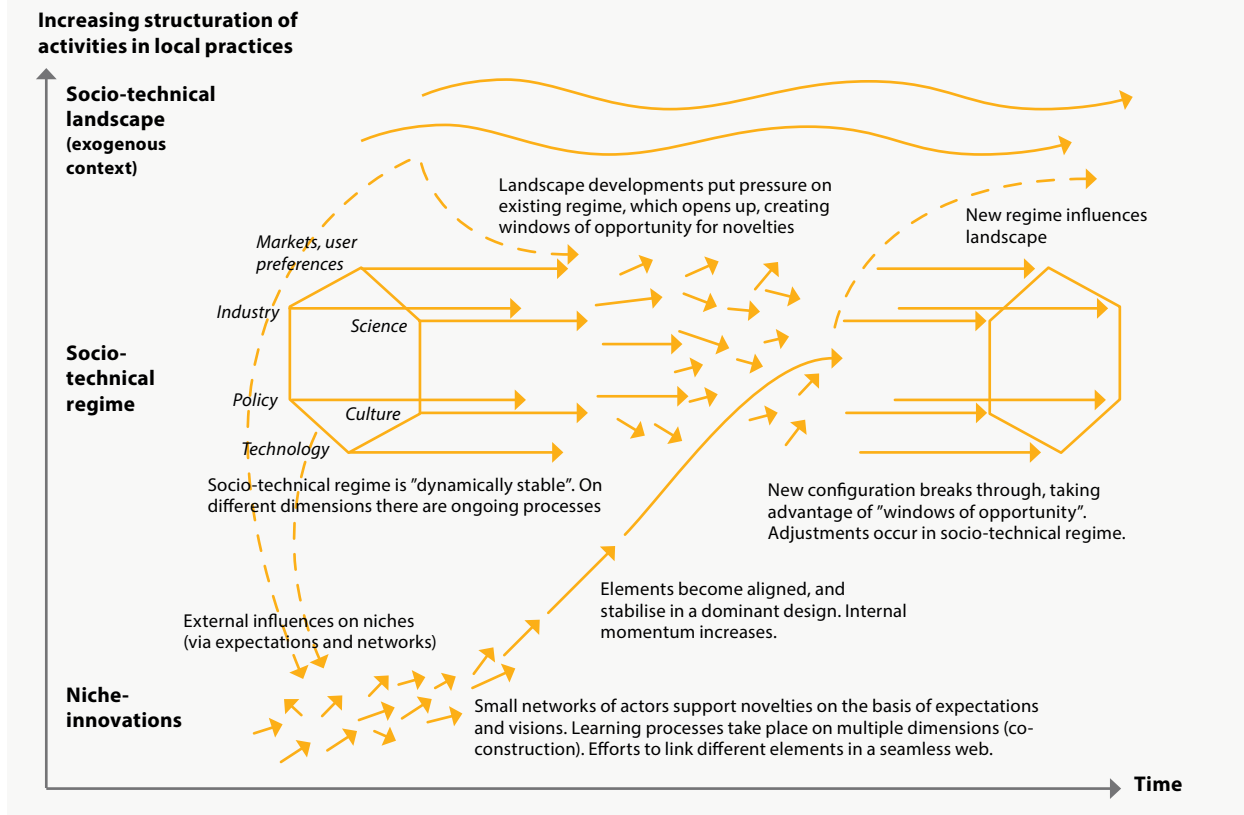 Increasing structuration of
activities in local practices
Socio-technical
landscape
(exogenous
context)
Landscape developments put pressure on
existing regime, which opens up, creating
windows of opportunity for novelties
New regime influences
landscape
Markets, user
preferences
Industry
Science
Socio-
technical
regime
Policy
Culture
Technology
Socio-technical regime is ”dynamically stable”. On
different dimensions there are ongoing processes
New configuration breaks through, taking
advantage of ”windows of opportunity”.
Adjustments occur in socio-technical regime.
Elements become aligned, and
stabilise in a dominant design. Internal
momentum increases.
External influences on niches
(via expectations and networks)
Niche-
innovations
Small networks of actors support novelties on the basis of expectations
and visions. Learning processes take place on multiple dimensions (co-
construction). Efforts to link different elements in a seamless web.
Time